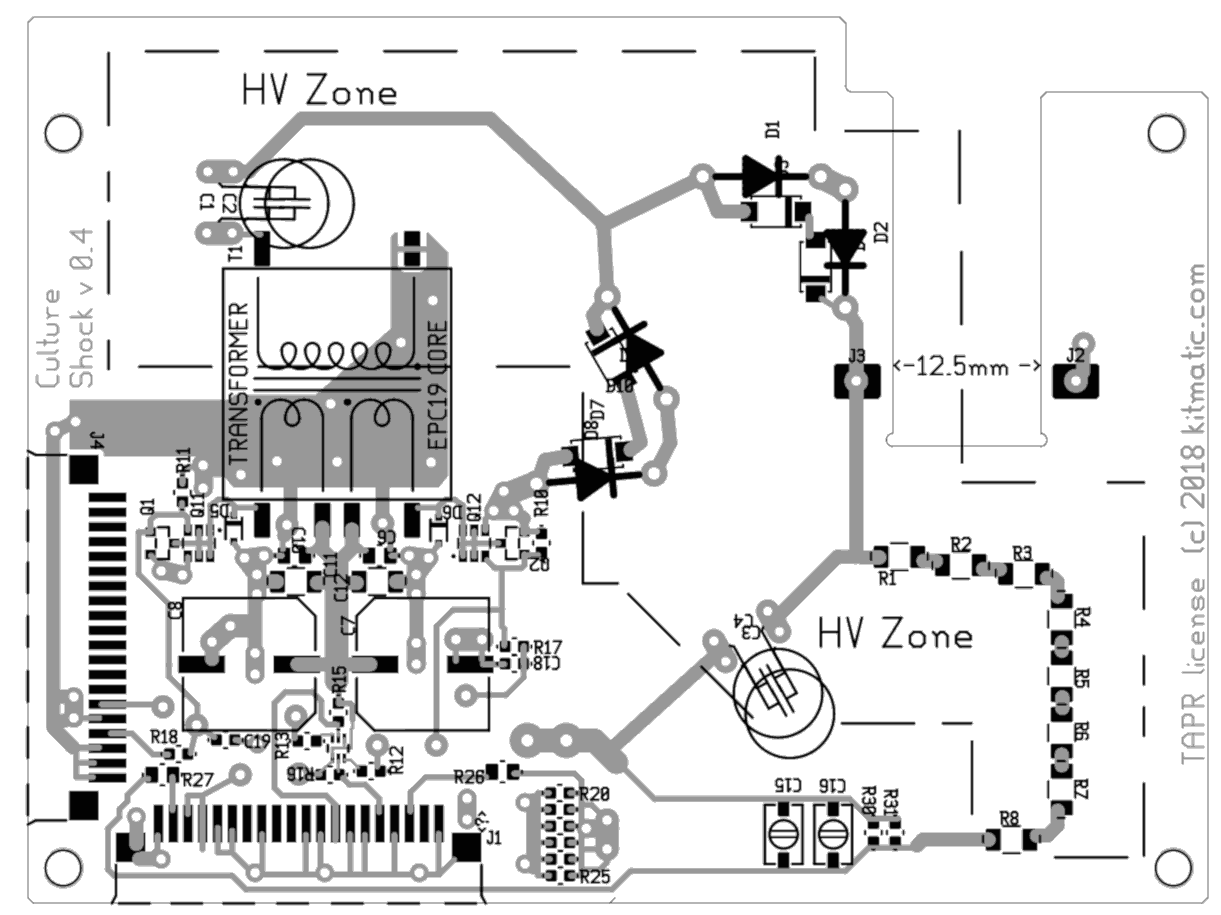 HV Zone
D1
D2
C1
C2
T1
Culture
Shock v 0.4
TRANSFORMER
EPC19 CORE
D10
D7
D8
J3
-12.5mm
J2
J4
R11
Q1
Q11
D5
D6
Q12
R10
Q2
C6
C11
C12
C8
C7
R1
R2
R3
R4
R5
R6
R7
R8
C4
C3
HV Zone
R17
C18
R15
R18
C19
R13
R16
R12
R27
R26
R20
R25
C15
C16
R30
R31
J1
TAPR license (c) 2018 kitmatic.com